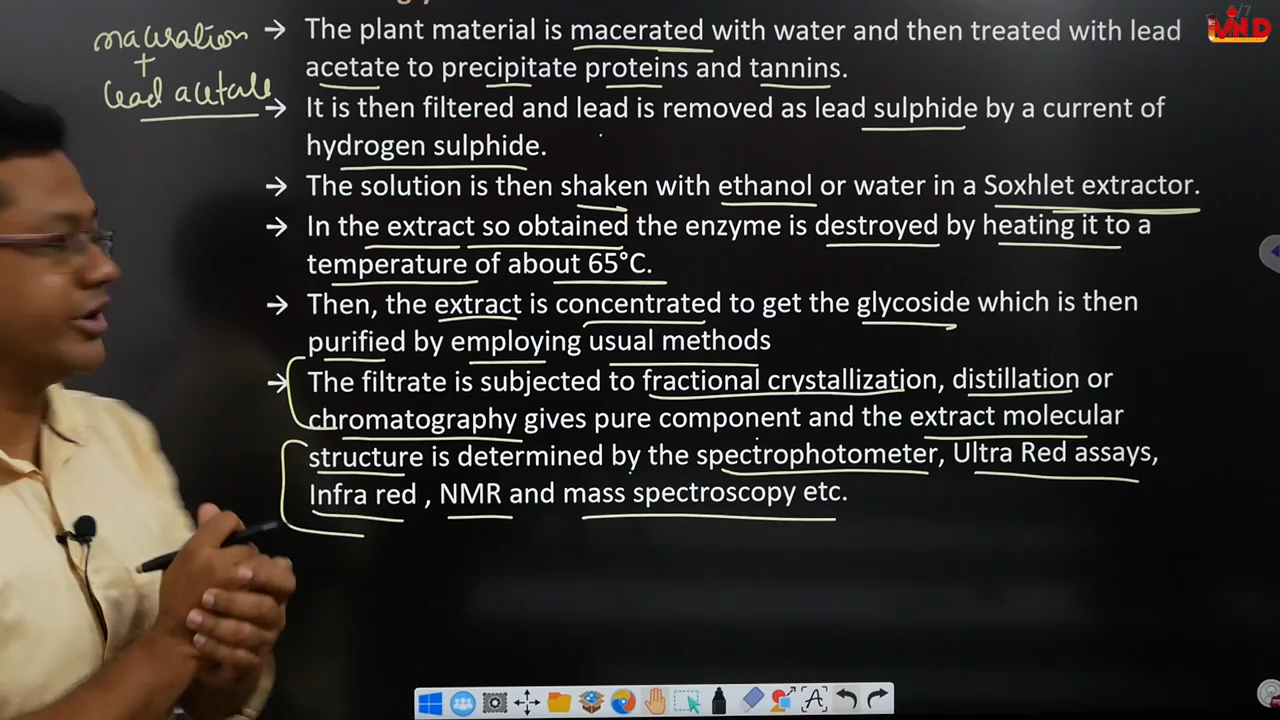 maceration
+
lead acetate
→ The plant material is macerated with water and then treated with lead
acetate to precipitate proteins and tannins.
→ It is then filtered and lead is removed as lead sulphide by a current of
hydrogen sulphide.
→ The solution is then shaken with ethanol or water in a Soxhlet extractor.
→ In the extract so obtained the enzyme is destroyed by heating it to a
temperature of about 65°C.
→ Then, the extract is concentrated to get the glycoside which is then
purified by employing usual methods
→ The filtrate is subjected to fractional crystallization, distillation or
chromatography gives pure component and the extract molecular
structure is determined by the spectrophotometer, Ultra Red assays,
Infra red , NMR and mass spectroscopy etc.